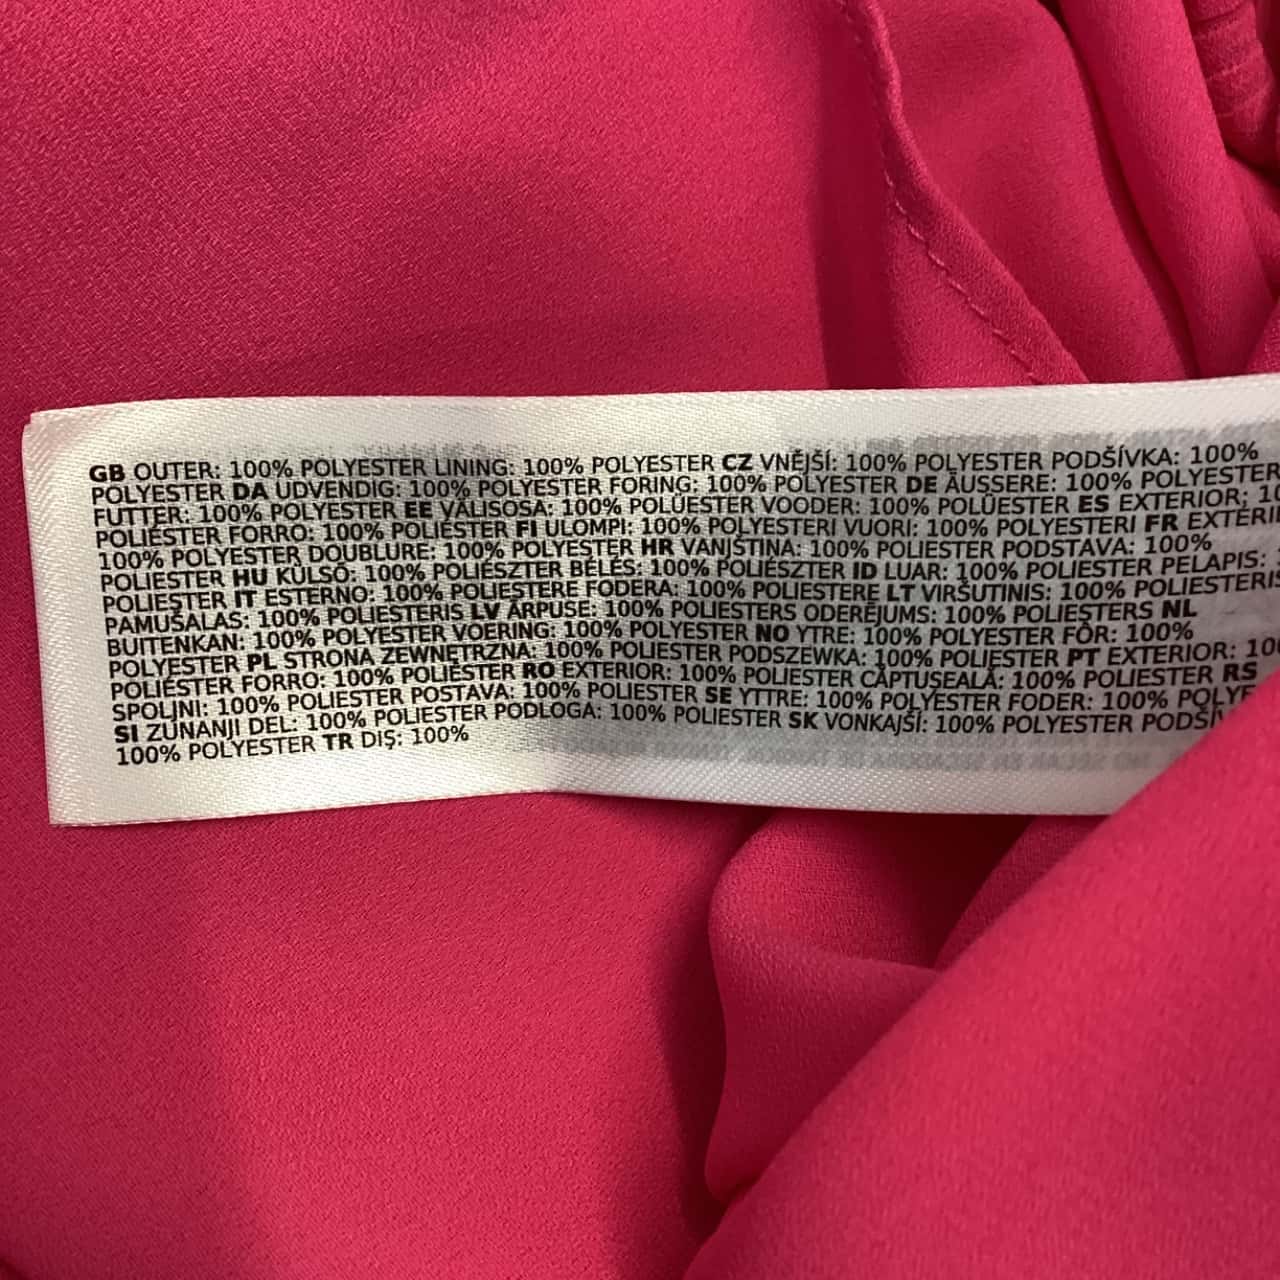 GB OUTER: 100% POLYESTER LINING: 100% POLYESTER CZ VNĚJŠÍ: 100% POLYESTER PODŠÍVKA: 100%
POLYESTER DA UDVENDIG: 100% POLYESTER FORING: 100% POLYESTER DE ÄUSSERE: 100% POLYESTER
FUTTER: 100% POLYESTER EE VÄLISOSA: 100% POLÜESTER VOODER: 100% POLÜESTER ES EXTERIOR:
POLIÉSTER FORRO: 100% POLIÉSTER FI ULOMPI: 100% POLYESTERI VUORI: 100% POLYESTERI FR
100% POLYESTER DOUBLURE: 100% POLYESTER HR VANJŠTINA: 100% POLIESTER PODSTAVA: 100%
POLIESTER HU KÜLSŐ: 100% POLIÉSZTER BÉLÉS: 100% POLIÉSZTER ID LUAR: 100% POLIESTER PELAPIS:
POLIESTER IT ESTERNO: 100% POLIESTERE FODERA: 100% POLIESTERE LT VIRŠUTINIS: 100% POLIESTERIS
PAMUŠALAS: 100% POLIESTERIS LV ĀRPUSE: 100% POLIESTERS ODERĒJUMS: 100% POLIESTERS NL
BUITENKAN: 100% POLYESTER VOERING: 100% POLYESTER NO YTRE: 100% POLYESTER FÔR: 100%
POLYESTER PL STRONA ZEWNĘTRZNA: 100% POLIESTER PODSZEWKA: 100% POLIESTER PT EXTERIOR:
POLIÉSTER FORRO: 100% POLIÉSTER RO EXTERIOR: 100% POLIESTER CĂPTUȘEALĂ: 100% POLIESTER RS
SPOLJNI: 100% POLIESTER POSTAVA: 100% POLIESTER SE YTTRE: 100% POLYESTER FODER: 100%
SI ZUNANJI DEL: 100% POLIESTER PODLOGA: 100% POLIESTER SK VONKAJŠÍ: 100% POLYESTER
100% POLYESTER TR DIŞ: 100%